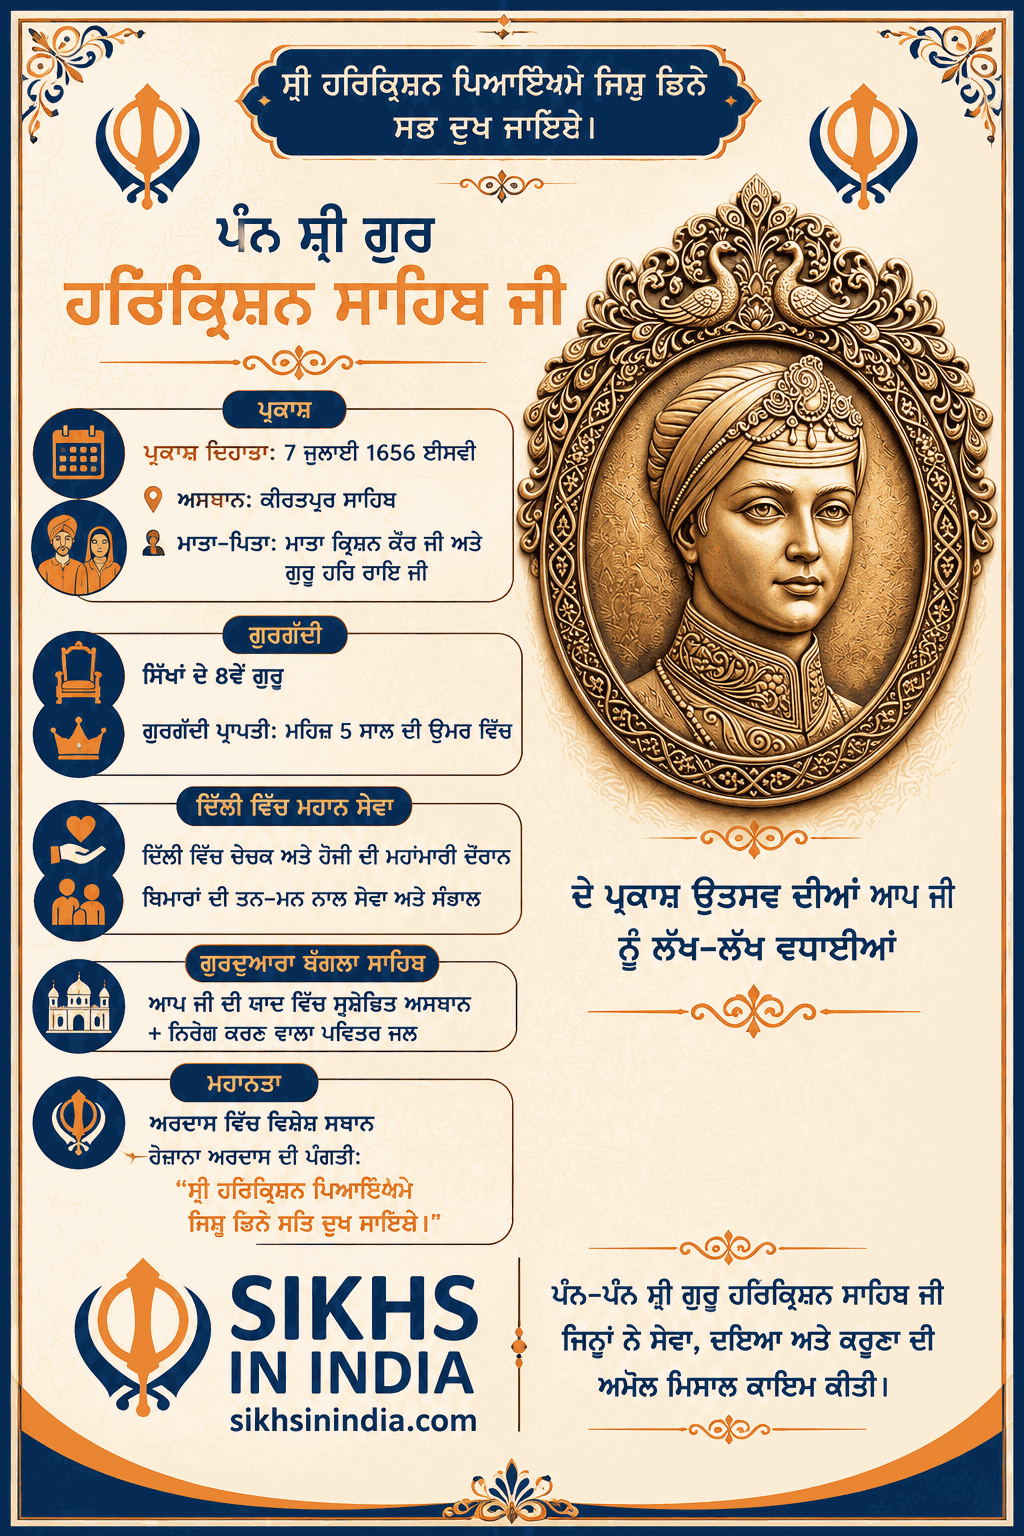 ਸ਼੍ਰੀ ਹਰਿਕ੍ਰਿਸ਼ਨ ਜਿਸ਼ੁ ਡਿਨੇ
ਸਭ ਦੁਖ ਜਾਇੰਏ।
ਪੰਨ ਸ਼੍ਰੀ ਗੁਰ
ਹਰਿੰਕ੍ਰਿਸ਼ਨ ਸਾਹਿਬ ਜੀ
ਪ੍ਰਕਾਸ਼
ਪ੍ਰਕਾਸ਼ ਦਿਹਾਤਾ: 7 ਜੁਲਾਈ 1656 ਈਸਵੀ
ਅਸਥਾਨ: ਕੀਰਤਪ੍ਰਰ ਸਾਹਿਬ
ਮਾਤਾ-ਪਿਤਾ: ਮਾਤਾ ਕ੍ਰਿਸ਼ਨ ਕੌਰ ਜੀ ਅਤੇ
ਗੁਰੂ ਹਰਿ ਰਾਇ ਜੀ
ਗੁਰਗੱਦੀ
ਸਿੱਖਾਂ ਦੇ 8ਵੇਂ ਗੁਰੂ
ਗੁਰਗੱਦੀ ਪ੍ਰਾਪਤੀ: ਮਹਿਜ਼ 5 ਸਾਲ ਦੀ ਉਮਰ ਵਿੱਚ
ਦਿੱਲੀ ਵਿੱਚ ਮਹਾਨ ਸੇਵਾ
ਦਿੱਲੀ ਵਿੱਚ ਚੇਚਕ ਅਤੇ ਹੋਜੀ ਦੀ ਮਹਾਂਮਾਰੀ ਦੌਰਾਨ
ਬਿਮਾਰਾਂ ਦੀ ਤਨ-ਮਨ ਨਾਲ ਸੇਵਾ ਅਤੇ ਸੰਭਾਲ
ਗੁਰਦੁਆਰਾ ਬੰਗਲਾ ਸਾਹਿਬ
ਆਪ ਜੀ ਦੀ ਯਾਦ ਵਿੱਚ ਅਸਥਾਨ
+ ਨਿਰੋਗ ਕਰਣ ਵਾਲਾ ਪਵਿਤਰ ਜਲ
ਮਹਾਨਤਾ
ਅਰਦਾਸ ਵਿੱਚ ਵਿਸ਼ੇਸ਼ ਸਥਾਨ
ਹੋਜ਼ਾਨਾ ਅਰਦਾਸ ਦੀ ਪੰਗਤੀ:
“ਸ਼੍ਰੀ ਹਰਿਕ੍ਰਿਸ਼ਨ
ਜਿਸ਼ੁ ਡਿਨੇ ਸਤਿ ਦੁਖ ਸਾਇੰਏ।”
ਦੇ ਪ੍ਰਕਾਸ਼ ਉਤਸਵ ਦੀਆਂ ਆਪ ਜੀ
ਨੂੰ ਲੱਖ-ਲੱਖ ਵਧਾਈਆਂ
SIKHS
IN INDIA
sikhsinindia.com
ਪੰਨ-ਪੰਨ ਸ਼੍ਰੀ ਗੁਰੂ ਹਰਿੰਕ੍ਰਿਸ਼ਨ ਸਾਹਿਬ ਜੀ
ਜਿਨ੍ਹਾਂ ਨੇ ਸੇਵਾ, ਦਇਆ ਅਤੇ ਕਰੂਣਾ ਦੀ
ਅਮੋਲ ਮਿਸਾਲ ਕਾਇਮ ਕੀਤੀ।